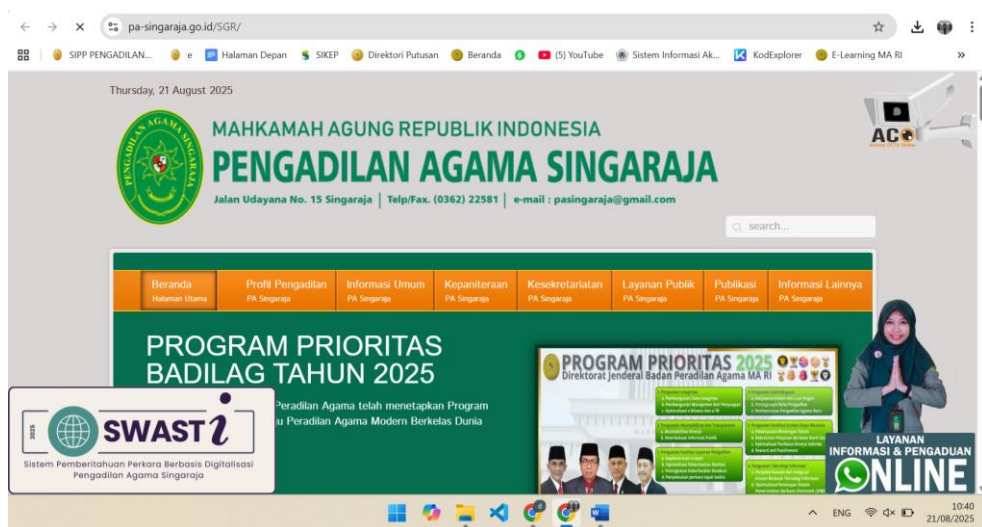 pa-singaraja.go.id/SGR/
SIPP PENGADILAN...
e
Halaman Depan
SIKEP
Direktori Putusan
Beranda
(5) YouTube
Sistem Informasi Ak...
KodExplorer
E-Learning MA RI
»
Thursday, 21 August 2025
PENGADILAN AGAMA SINGARAJA
MAHKAMAH AGUNG REPUBLIK INDONESIA
PENGADILAN AGAMA SINGARAJA
Jalan Udayana No. 15 Singaraja | Telp/Fax. (0362) 22581 | e-mail : pasingaraja@gmail.com
ACO
search...
Beranda
Halaman Utama
Profil Pengadilan
PA Singaraja
Informasi Umum
PA Singaraja
Kepaniteraan
PA Singaraja
Kesekretariatan
PA Singaraja
Layanan Publik
PA Singaraja
Publikasi
PA Singaraja
Informasi Lainnya
PA Singaraja
PROGRAM PRIORITAS
BADILAG TAHUN 2025
Peradilan Agama telah menetapkan Program
u Peradilan Agama Modern Berkelas Dunia
PROGRAM PRIORITAS 2025
Direktorat Jenderal Badan Peradilan Agama MA RI
2025
SWASTi
Sistem Pemberitahuan Perkara Berbasis Digitalisasi
Pengadilan Agama Singaraja
LAYANAN
INFORMASI & PENGADUAN
ONLINE
ENG
10:40
21/08/2025